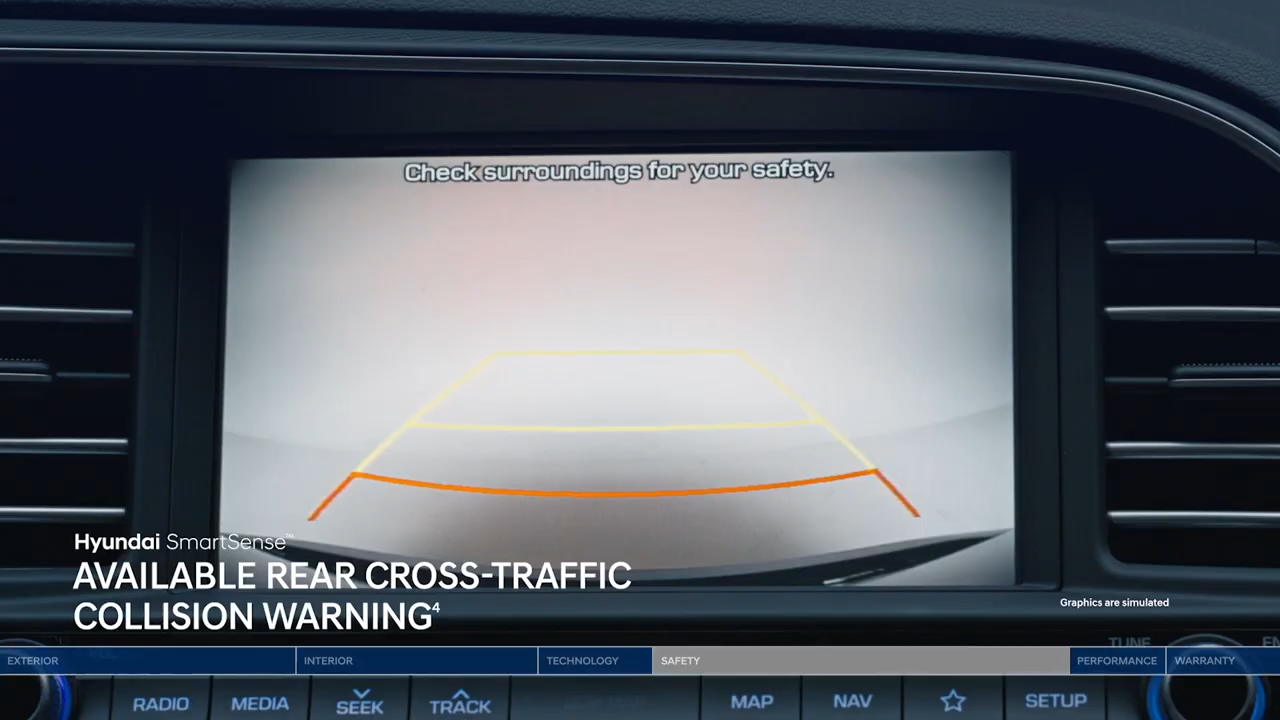 Check surroundings for your safety.
Hyundai SmartSense™
AVAILABLE REAR CROSS-TRAFFIC
COLLISION WARNING4
Graphics are simulated
TUNE
EXTERIOR
INTERIOR
TECHNOLOGY
SAFETY
PERFORMANCE
WARRANTY
RADIO
MEDIA
SEEK
TRACK
MAP
NAV
SETUP